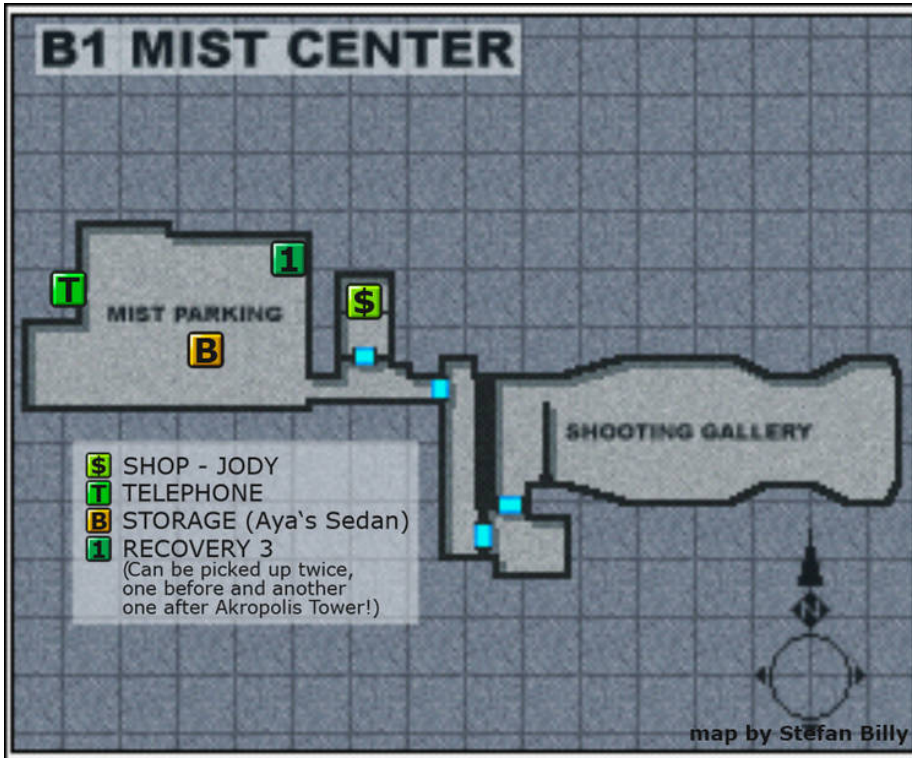 B1 MIST CENTER
1
T
$
MIST PARKING
B
SHOOTING GALLERY
$ SHOP - JODY
T TELEPHONE
B STORAGE (Aya's Sedan)
1 RECOVERY 3
(Can be picked up twice,
one before and another
one after Akropolis Tower!)
N
map by Stefan Billy